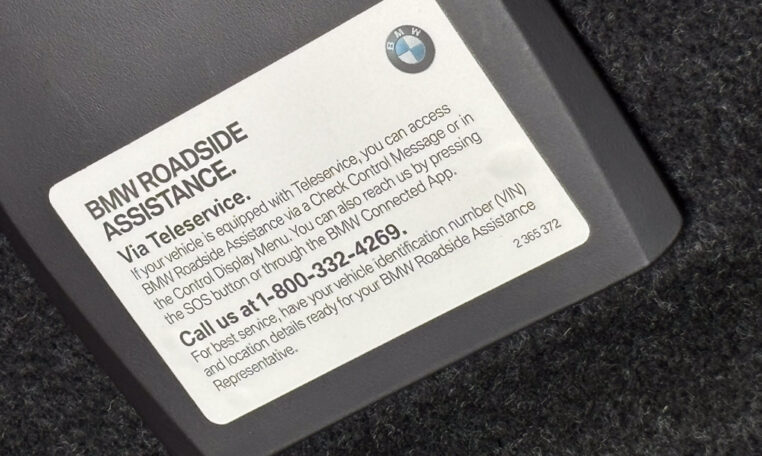 BMW
BMW ROADSIDE
ASSISTANCE.
Via Teleservice.
If your vehicle is equipped with Teleservice, you can access
BMW Roadside Assistance via a Check Control Message or in
the Control Display Menu. You can also reach us by pressing
the SOS button or through the BMW Connected App.
Call us at 1-800-332-4269.
For best service, have your vehicle identification number (VIN)
and location details ready for your BMW Roadside Assistance
Representative.
2 365 372